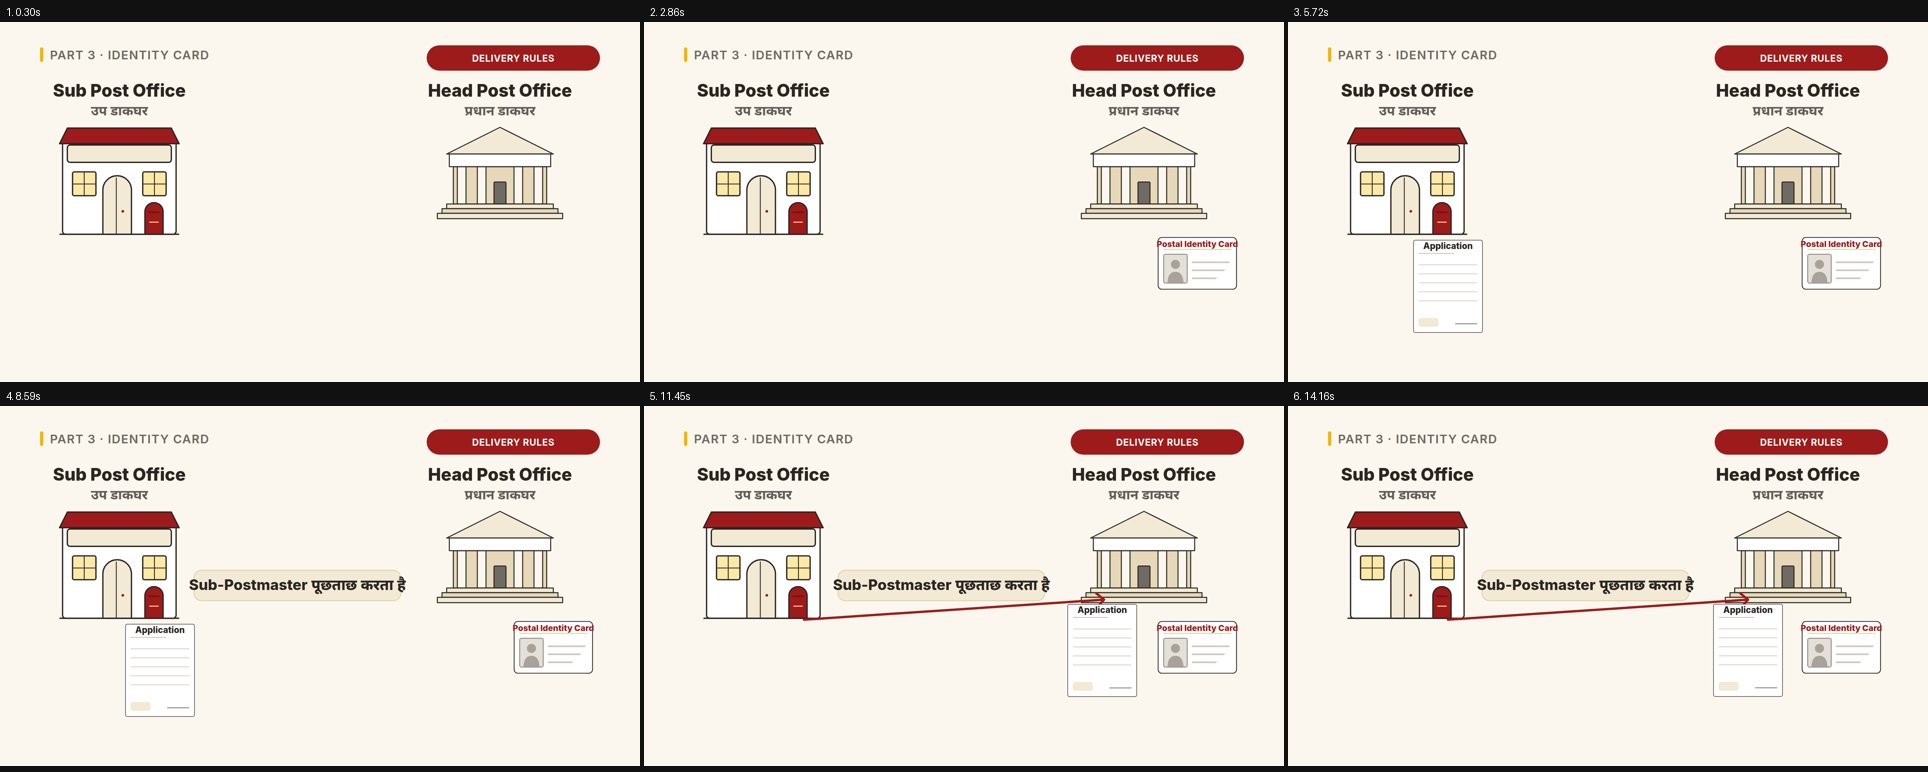 1. 0.30s
PART 3 · IDENTITY CARD
DELIVERY RULES
Sub Post Office
उप डाकघर
Head Post Office
प्रधान डाकघर
2. 2.86s
PART 3 · IDENTITY CARD
DELIVERY RULES
Sub Post Office
उप डाकघर
Head Post Office
प्रधान डाकघर
Postal Identity Card
3. 5.72s
PART 3 · IDENTITY CARD
DELIVERY RULES
Sub Post Office
उप डाकघर
Head Post Office
प्रधान डाकघर
Application
Postal Identity Card
4. 8.59s
PART 3 · IDENTITY CARD
DELIVERY RULES
Sub Post Office
उप डाकघर
Head Post Office
प्रधान डाकघर
Sub-Postmaster पूछताछ करता है
Application
Postal Identity Card
5. 11.45s
PART 3 · IDENTITY CARD
DELIVERY RULES
Sub Post Office
उप डाकघर
Head Post Office
प्रधान डाकघर
Sub-Postmaster पूछताछ करता है
Application
Postal Identity Card
6. 14.16s
PART 3 · IDENTITY CARD
DELIVERY RULES
Sub Post Office
उप डाकघर
Head Post Office
प्रधान डाकघर
Sub-Postmaster पूछताछ करता है
Application
Postal Identity Card